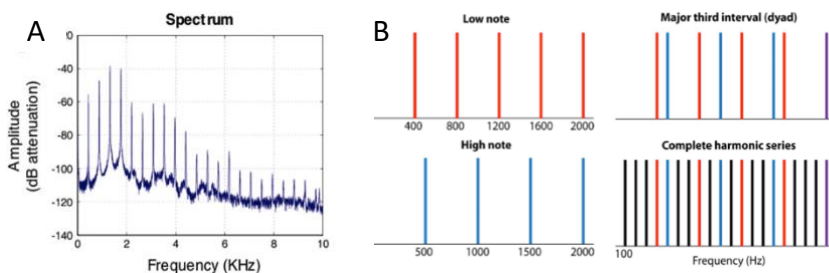 A
Spectrum
0
-20
-40
-60
-80
-100
-120
-140
Amplitude
(dB attenuation)
0 2 4 6 8 10
Frequency (KHz)
B
Low note
400 800 1200 1600 2000
Major third interval (dyad)
High note
500 1000 1500 2000
Complete harmonic series
100
Frequency (Hz)